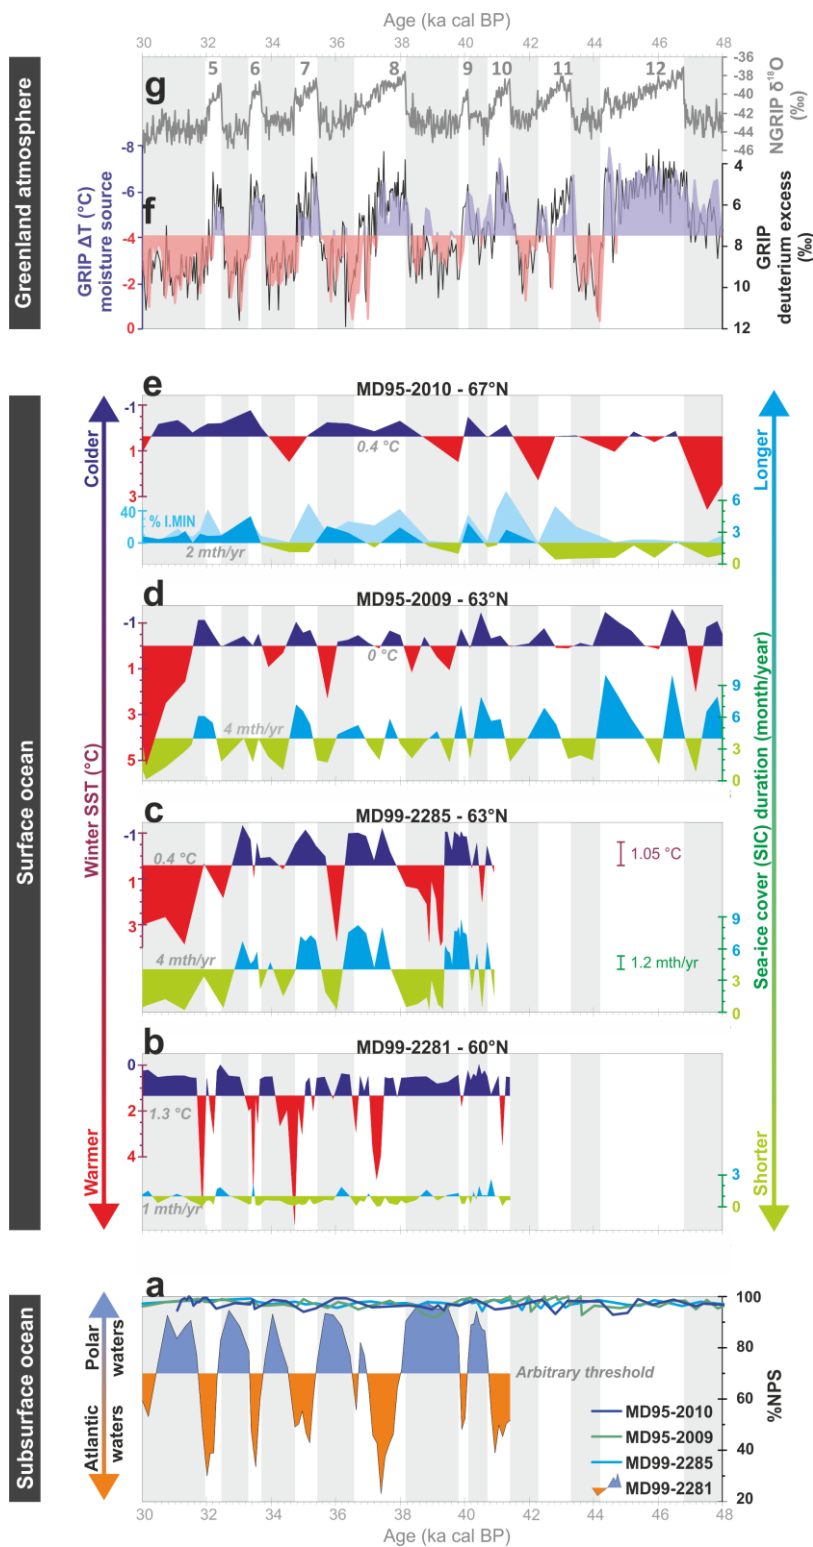 Age (ka cal BP)
30 32 34 36 38 40 42 44 46 48
Greenland atmosphere
g
5 6 7 8 9 10 11 12
-36
-38
-40
-42
-44
-46
NGRIP δ18O
(‰)
f
GRIP ΔT (°C)
moisture source
-8
-6
-4
-2
0
4
6
8
10
12
GRIP
deuterium excess
(‰)
Surface ocean
Colder
Warmer
Winter SST (°C)
Longer
Shorter
Sea-ice cover (SIC) duration (month/year)
e
MD95-2010 - 67°N
-1
1
3
0.4 °C
40
0
% I.MIN
2 mth/yr
6
3
0
d
MD95-2009 - 63°N
-1
1
3
5
0 °C
4 mth/yr
9
6
3
0
c
MD99-2285 - 63°N
-1
1
3
0.4 °C
1.05 °C
4 mth/yr
1.2 mth/yr
9
6
3
0
b
MD99-2281 - 60°N
0
2
4
1.3 °C
1 mth/yr
3
0
Subsurface ocean
Polar
waters
Atlantic
waters
a
100
80
60
40
20
%NPS
Arbitrary threshold
MD95-2010
MD95-2009
MD99-2285
MD99-2281
30 32 34 36 38 40 42 44 46 48
Age (ka cal BP)